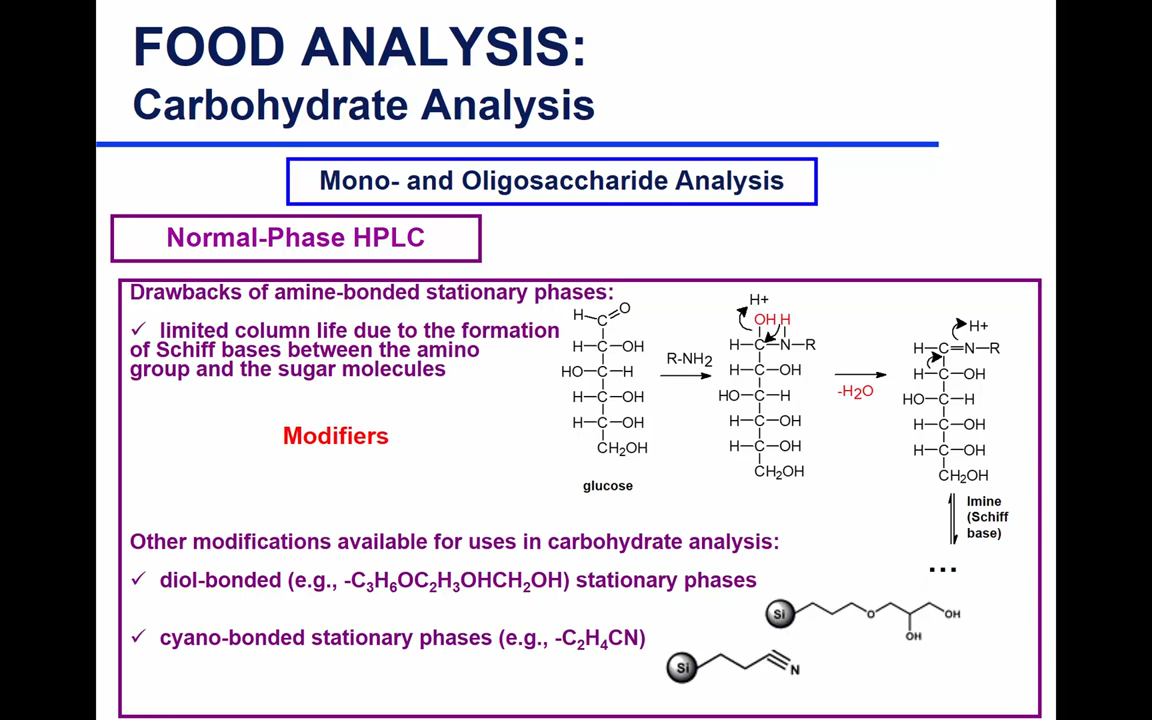 FOOD ANALYSIS:
Carbohydrate Analysis
Mono- and Oligosaccharide Analysis
Normal-Phase HPLC
Drawbacks of amine-bonded stationary phases:
✓ limited column life due to the formation
of Schiff bases between the amino
group and the sugar molecules
Modifiers
H–C=O
H–C–OH
HO–C–H
H–C–OH
H–C–OH
CH₂OH
glucose
R-NH₂
H+
OH H
H–C–N–R
H–C–OH
HO–C–H
H–C–OH
H–C–OH
CH₂OH
-H₂O
H+
H–C=N–R
H–C–OH
HO–C–H
H–C–OH
H–C–OH
CH₂OH
Imine
(Schiff
base)
...
Other modifications available for uses in carbohydrate analysis:
✓ diol-bonded (e.g., -C₃H₆OC₂H₃OHCH₂OH) stationary phases
Si O OH
OH
✓ cyano-bonded stationary phases (e.g., -C₂H₄CN)
Si N